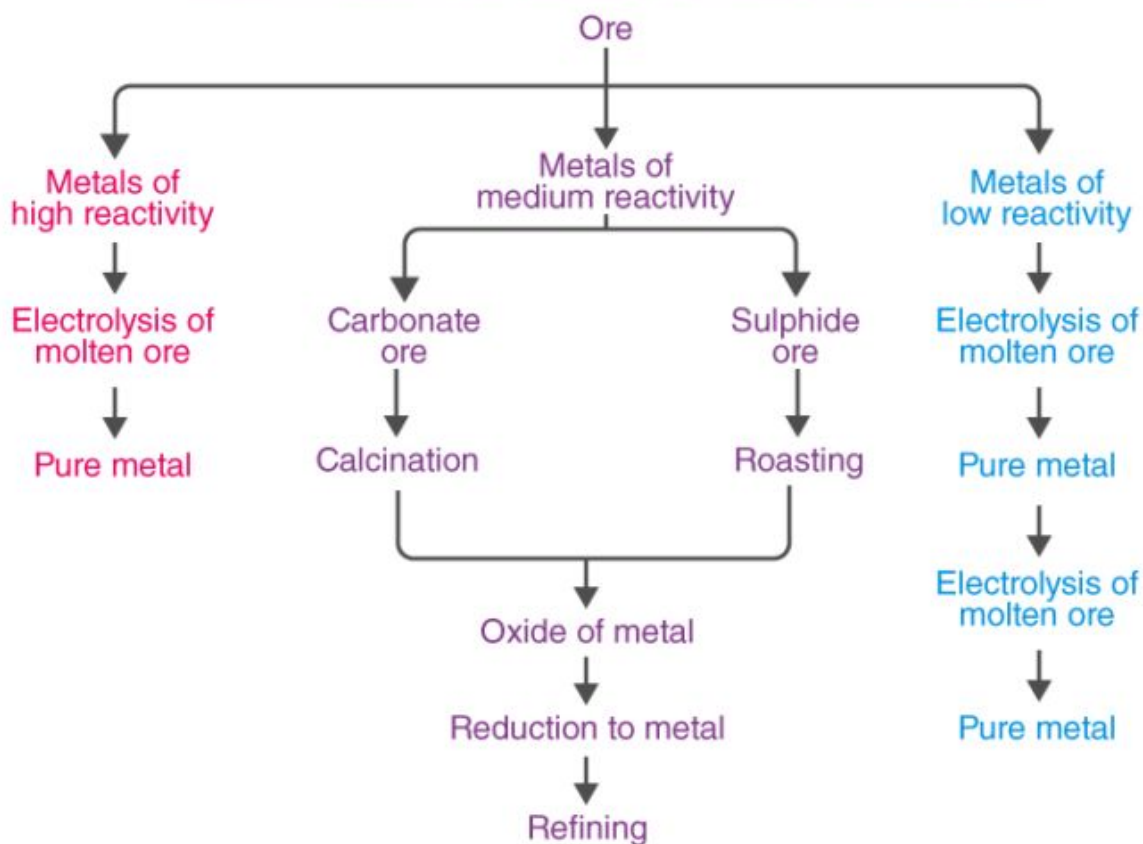 Ore
Metals of
high reactivity
Electrolysis of
molten ore
Pure metal
Metals of
medium reactivity
Carbonate
ore
Calcination
Sulphide
ore
Roasting
Oxide of metal
Reduction to metal
Refining
Metals of
low reactivity
Electrolysis of
molten ore
Pure metal
Electrolysis of
molten ore
Pure metal